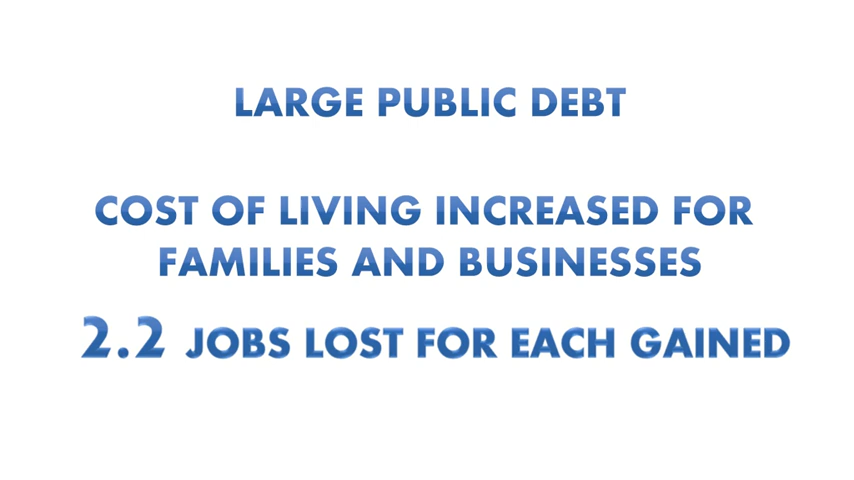 LARGE PUBLIC DEBT
COST OF LIVING INCREASED FOR
FAMILIES AND BUSINESSES
2.2 JOBS LOST FOR EACH GAINED